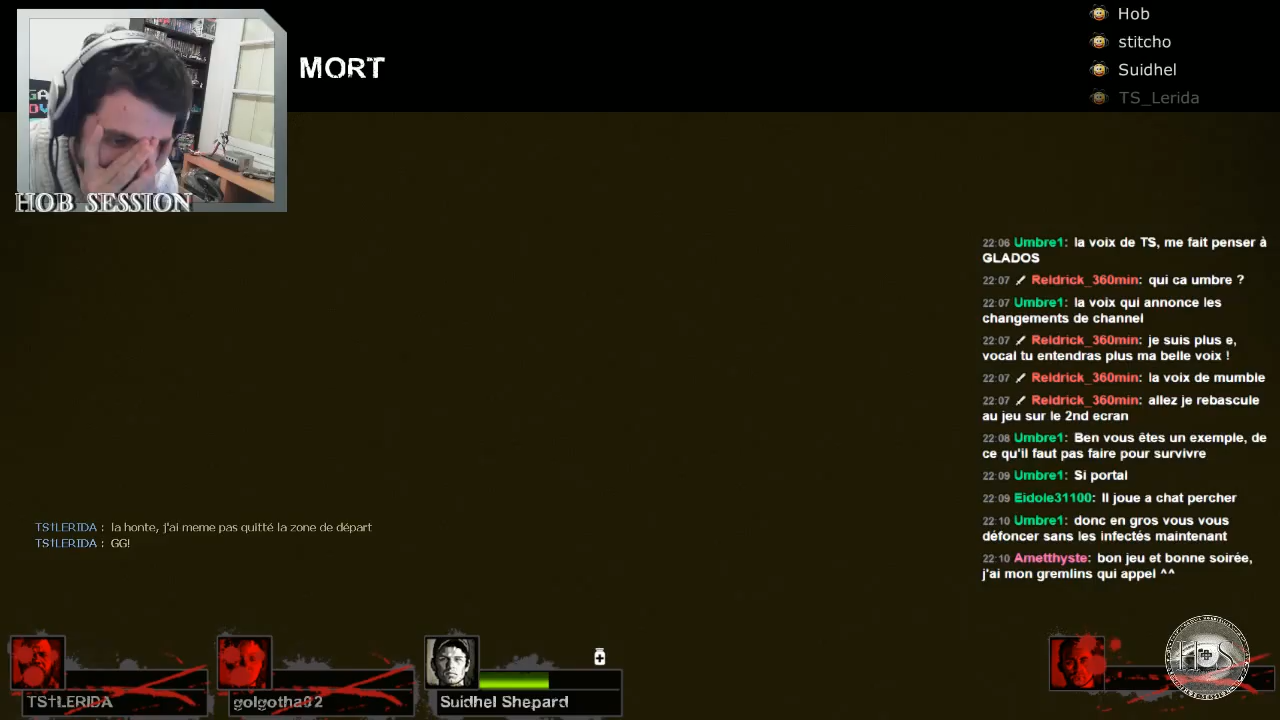 Hob
stitcho
Suidhel
TS_Lerida
MORT
HOB SESSION
22:06 Umbre1: la voix de TS, me fait penser à
GLADOS
22:07 Reldrick_360min: qui ca umbre ?
22:07 Umbre1: la voix qui annonce les
changements de channel
22:07 Reldrick_360min: je suis plus e,
vocal tu entendras plus ma belle voix !
22:07 Reldrick_360min: la voix de mumble
22:07 Reldrick_360min: allez je rebascule
au jeu sur le 2nd ecran
22:08 Umbre1: Ben vous êtes un exemple, de
ce qu'il faut pas faire pour survivre
22:09 Umbre1: Si portal
22:09 Eidole31100: Il joue a chat percher
22:10 Umbre1: donc en gros vous vous
défoncer sans les infectés maintenant
22:10 Ametthyste: bon jeu et bonne soirée,
j'ai mon gremlins qui appel ^^
TS†LERIDA : la honte, j'ai meme pas quitté la zone de départ
TS†LERIDA : GG!
TS†LERIDA
golgotha92
Suidhel Shepard